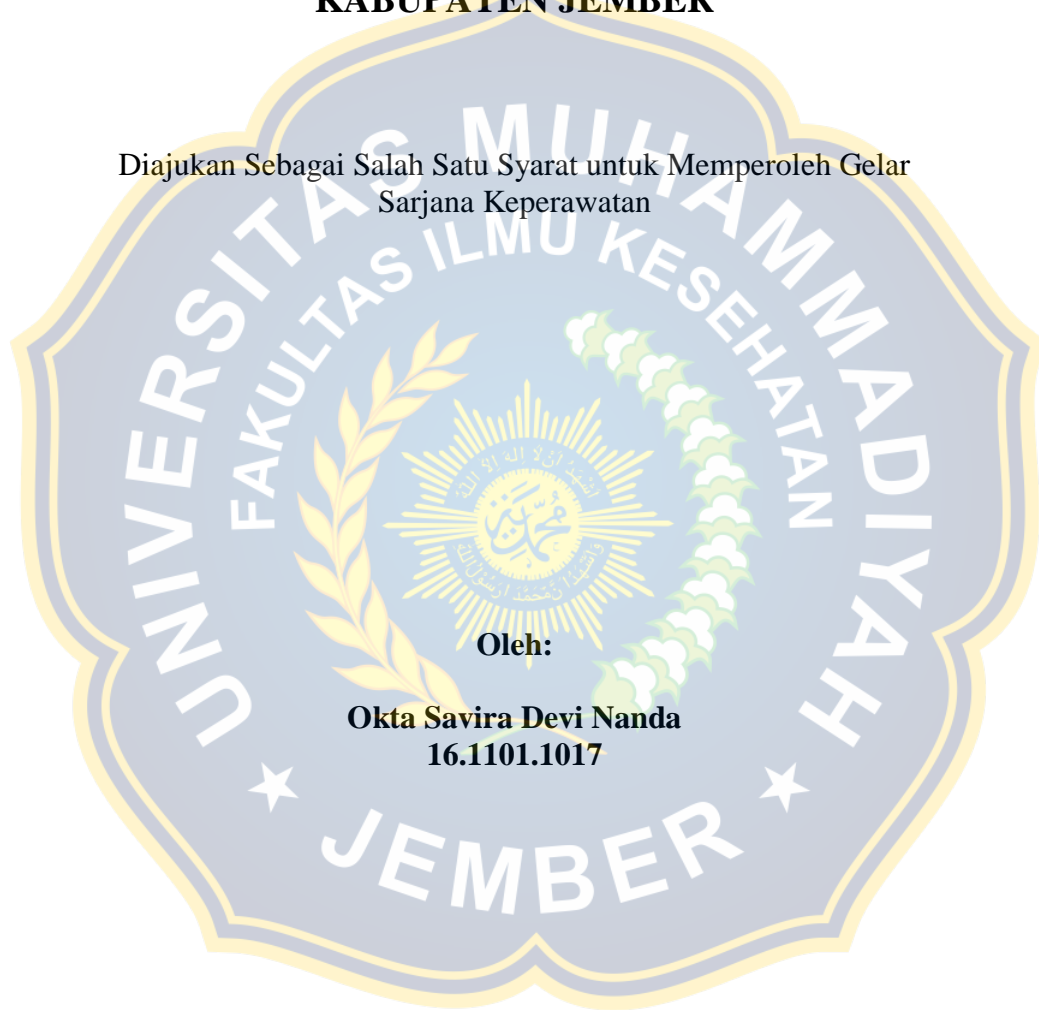 KABUPATEN JEMBER
Diajukan Sebagai Salah Satu Syarat untuk Memperoleh Gelar
Sarjana Keperawatan
UNIVERSITAS MUHAMMADIYAH
FAKULTAS ILMU KESEHATAN
محمد
Oleh:
Okta Savira Devi Nanda
16.1101.1017
JEMBER